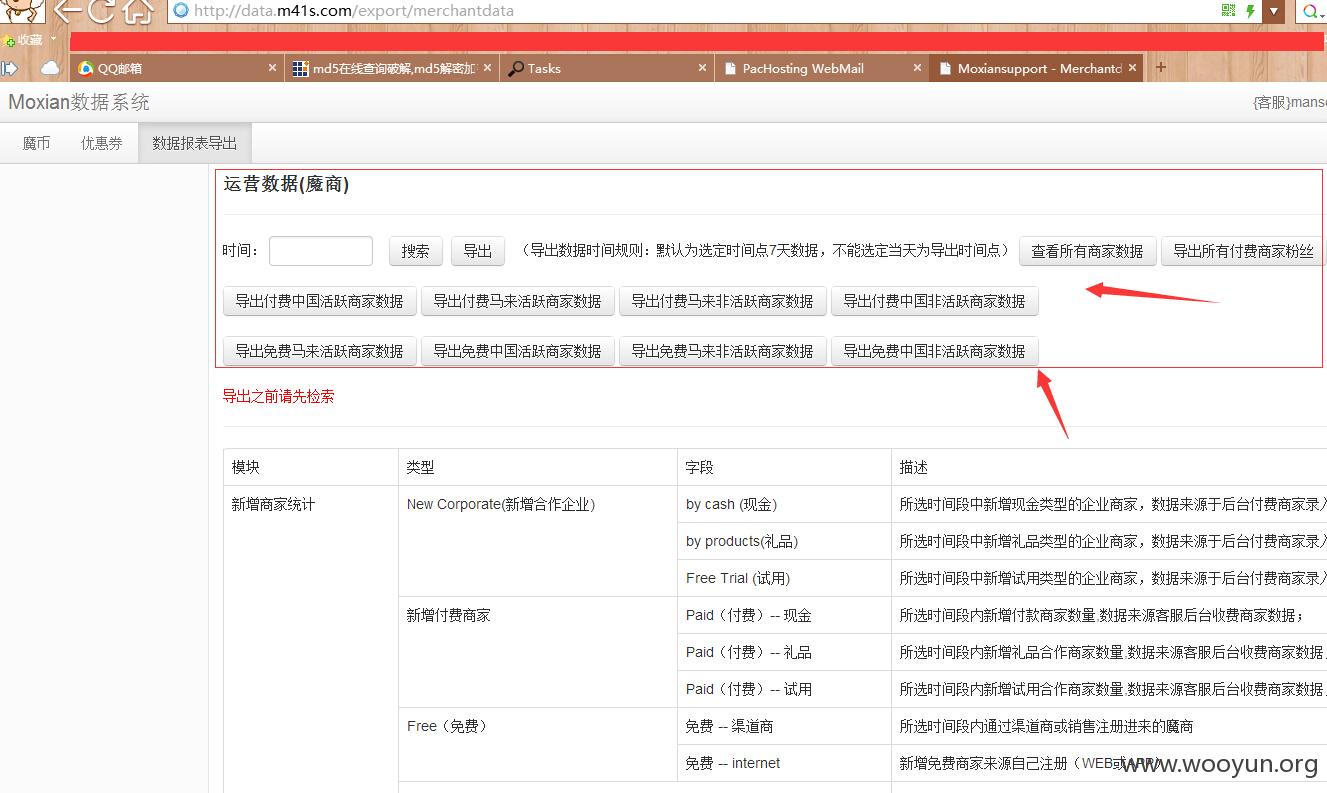 http://data.m41s.com/export/merchantdata
收藏
QQ邮箱
md5在线查询破解,md5解密加
Tasks
PacHosting WebMail
Moxiansupport - Merchantd
Moxian数据系统
{客服}manso
魔币 优惠券 数据报表导出
运营数据(魔商)
时间： 搜索 导出 （导出数据时间规则：默认为选定时间点7天数据，不能选定当天为导出时间点） 查看所有商家数据 导出所有付费商家粉丝
导出付费中国活跃商家数据 导出付费马来活跃商家数据 导出付费马来非活跃商家数据 导出付费中国非活跃商家数据
导出免费马来活跃商家数据 导出免费中国活跃商家数据 导出免费马来非活跃商家数据 导出免费中国非活跃商家数据
导出之前请先检索
模块 类型 字段 描述
新增商家统计 New Corporate(新增合作企业) by cash (现金) 所选时间段中新增现金类型的企业商家，数据来源于后台付费商家录入
by products(礼品) 所选时间段中新增礼品类型的企业商家，数据来源于后台付费商家录入
Free Trial (试用) 所选时间段中新增试用类型的企业商家，数据来源于后台付费商家录入
新增付费商家 Paid（付费）-- 现金 所选时间段内新增付款商家数量,数据来源客服后台收费商家数据；
Paid（付费）-- 礼品 所选时间段内新增礼品合作商家数量,数据来源客服后台收费商家数据
Paid（付费）-- 试用 所选时间段内新增试用合作商家数量,数据来源客服后台收费商家数据
Free（免费） 免费 -- 渠道商 所选时间段内通过渠道商或销售注册进来的魔商
免费 -- internet 新增免费商家来源自己注册（WEB或APP）
www.wooyun.org